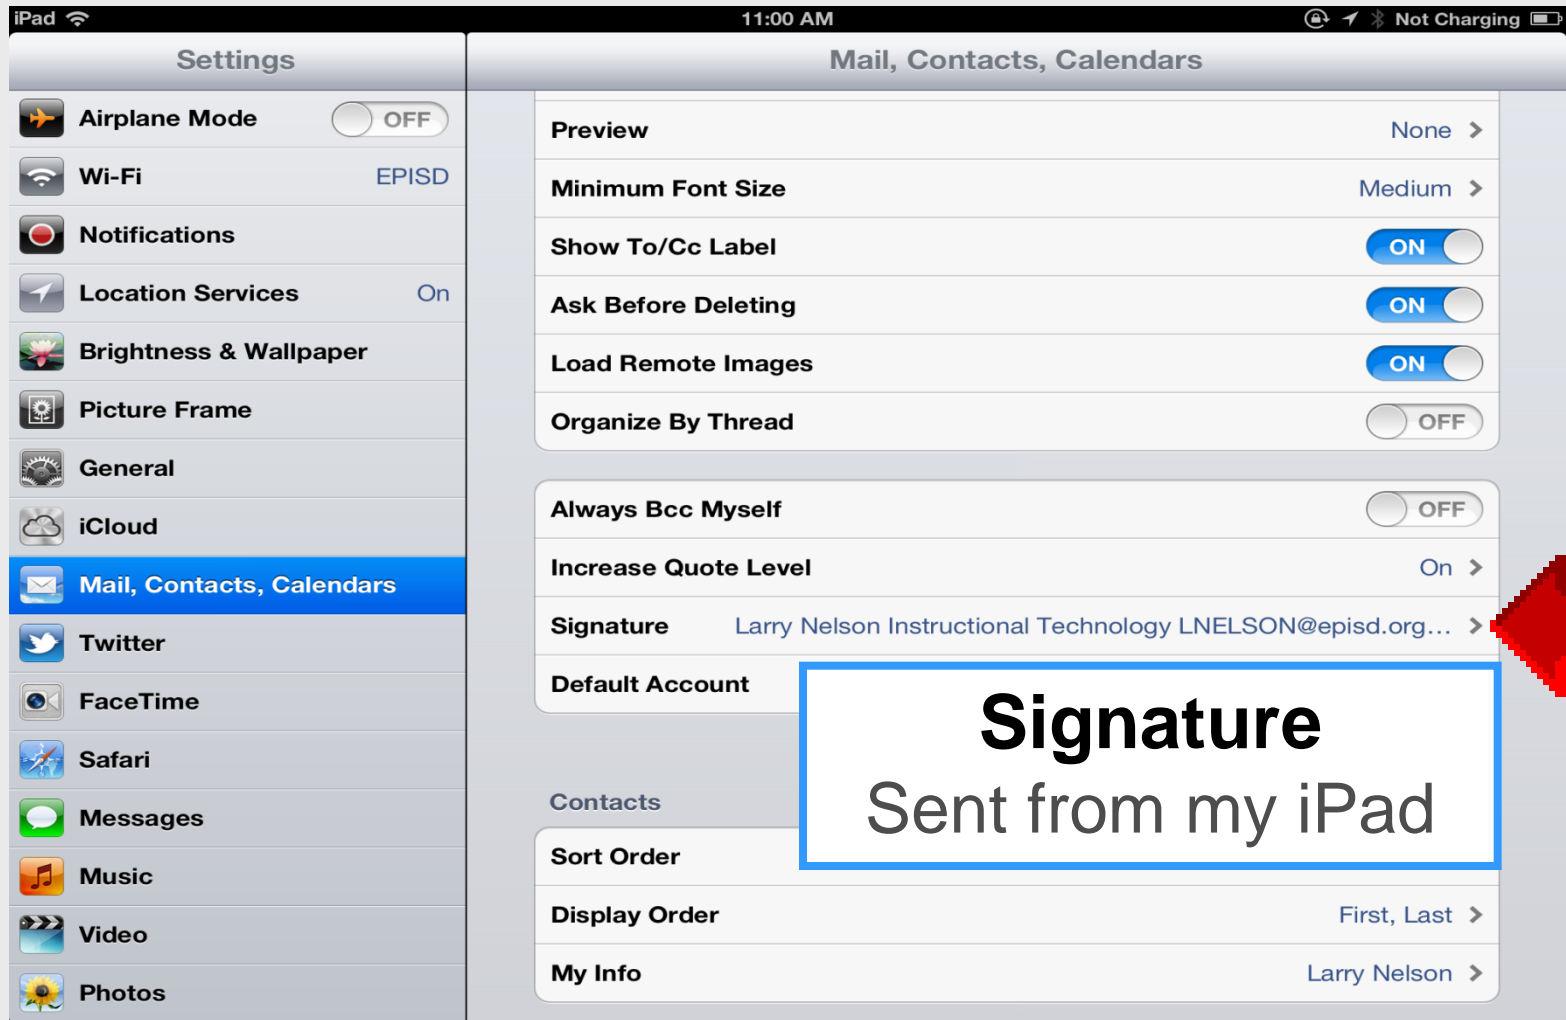 iPad 11:00 AM Not Charging
Settings
Airplane Mode OFF
Wi-Fi EPISD
Notifications
Location Services On
Brightness & Wallpaper
Picture Frame
General
iCloud
Mail, Contacts, Calendars
Twitter
FaceTime
Safari
Messages
Music
Video
Photos
Mail, Contacts, Calendars
Preview None
Minimum Font Size Medium
Show To/Cc Label ON
Ask Before Deleting ON
Load Remote Images ON
Organize By Thread OFF
Always Bcc Myself OFF
Increase Quote Level On
Signature Larry Nelson Instructional Technology LNELSON@episd.org...
Default Account
Signature
Sent from my iPad
Contacts
Sort Order
Display Order First, Last
My Info Larry Nelson